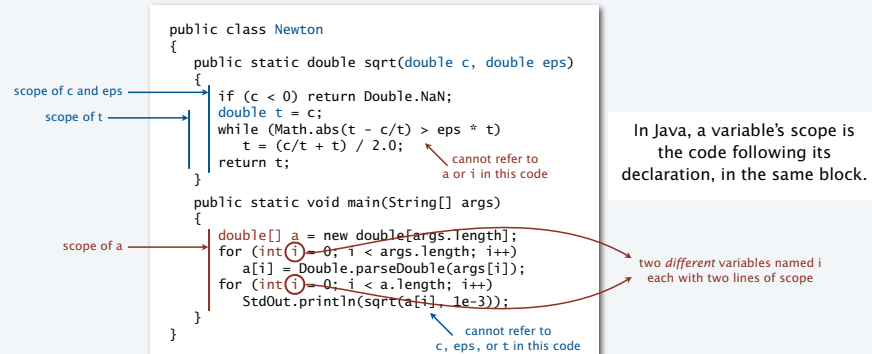 public class Newton
{
public static double sqrt(double c, double eps)
{
if (c < 0) return Double.NaN;
double t = c;
while (Math.abs(t - c/t) > eps * t)
t = (c/t + t) / 2.0;
return t;
}
public static void main(String[] args)
{
double[] a = new double[args.length];
for (int i = 0; i < args.length; i++)
a[i] = Double.parseDouble(args[i]);
for (int i = 0; i < a.length; i++)
StdOut.println(sqrt(a[i], 1e-3));
}
}
scope of c and eps
scope of t
cannot refer to
a or i in this code
scope of a
cannot refer to
c, eps, or t in this code
In Java, a variable’s scope is
the code following its
declaration, in the same block.
two different variables named i
each with two lines of scope